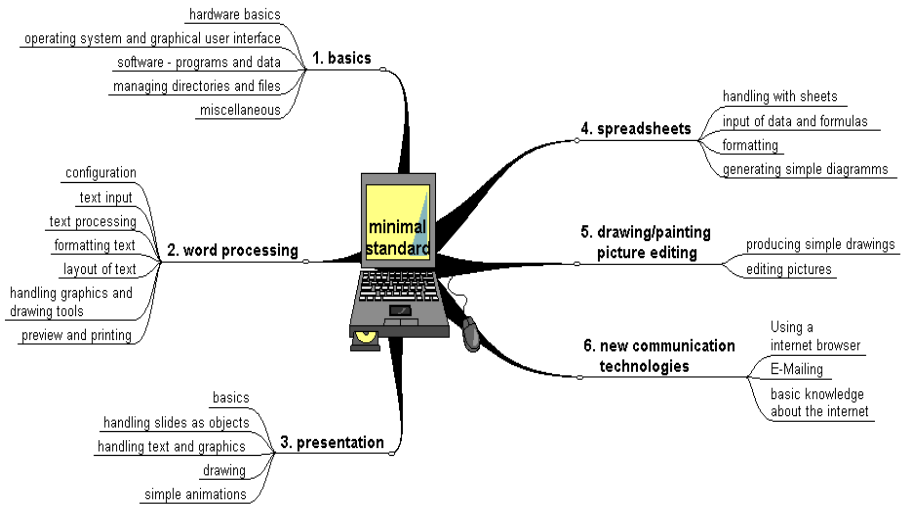 minimal
standard
1. basics
hardware basics
operating system and graphical user interface
software - programs and data
managing directories and files
miscellaneous
2. word processing
configuration
text input
text processing
formatting text
layout of text
handling graphics and
drawing tools
preview and printing
3. presentation
basics
handling slides as objects
handling text and graphics
drawing
simple animations
4. spreadsheets
handling with sheets
input of data and formulas
formatting
generating simple diagramms
5. drawing/painting
picture editing
producing simple drawings
editing pictures
6. new communication
technologies
Using a
internet browser
E-Mailing
basic knowledge
about the internet